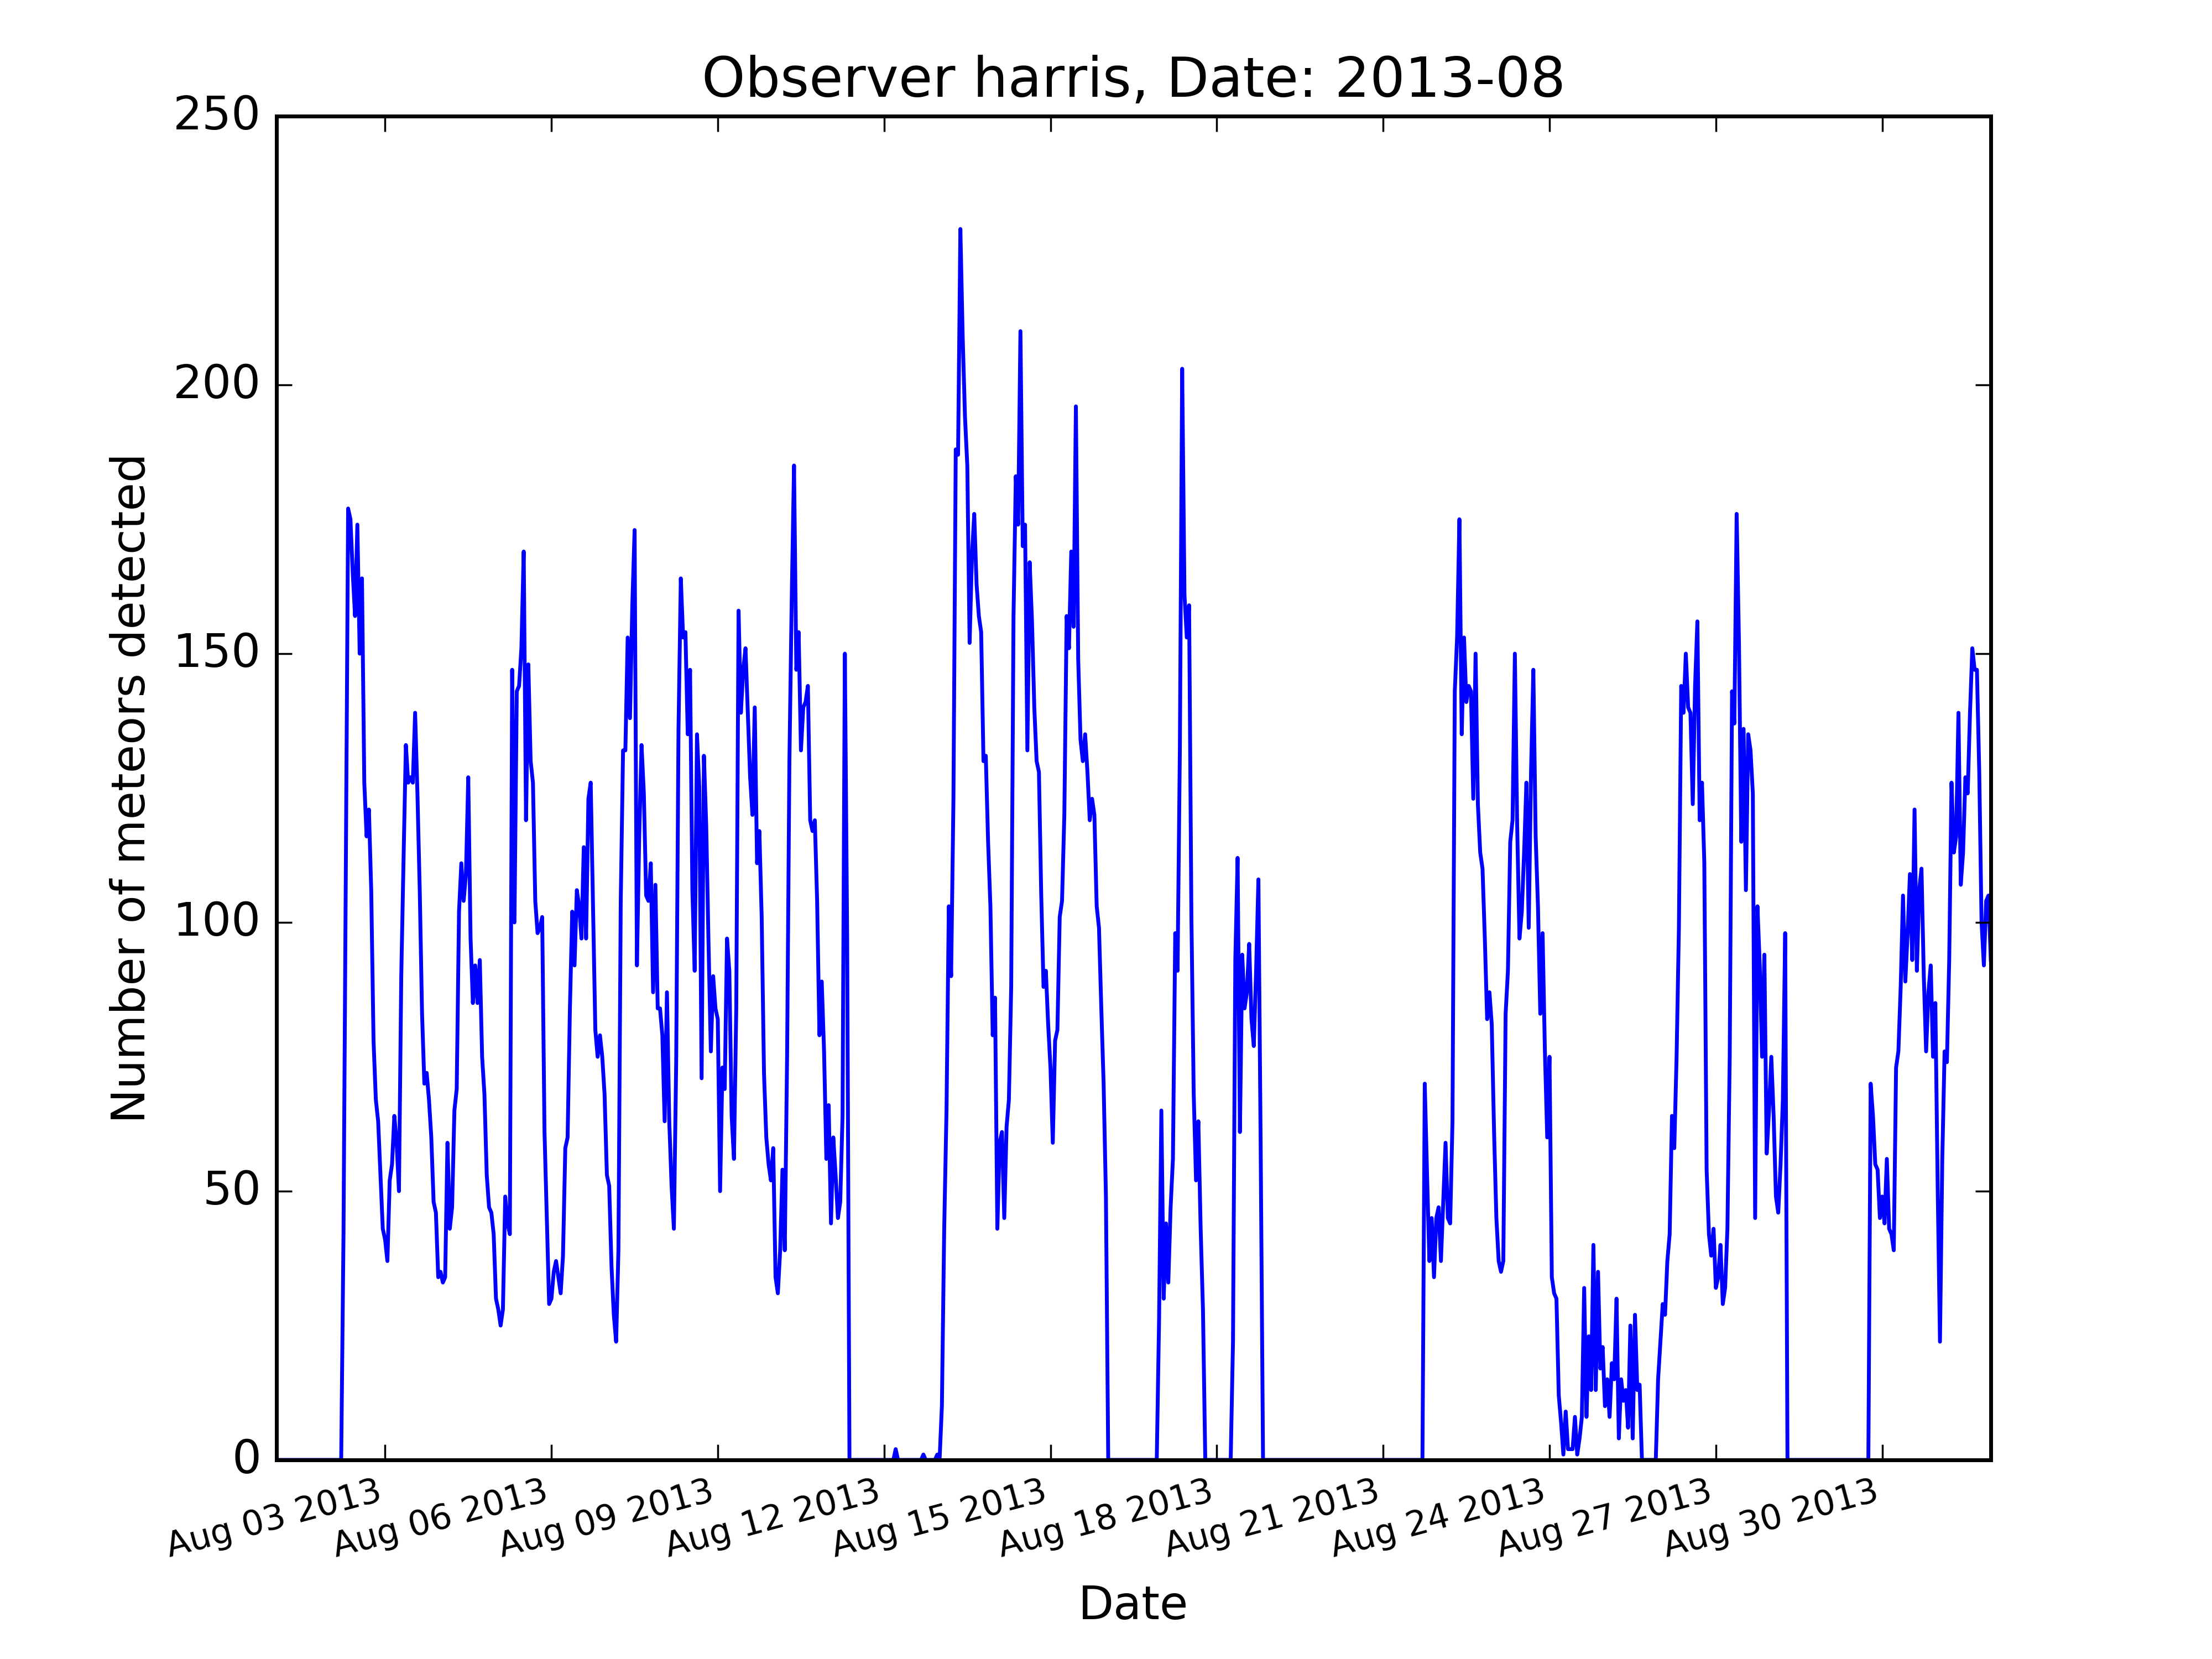 Observer harris, Date: 2013-08
250
200
150
100
50
0
Number of meteors detected
Aug 03 2013
Aug 06 2013
Aug 09 2013
Aug 12 2013
Aug 15 2013
Aug 18 2013
Aug 21 2013
Aug 24 2013
Aug 27 2013
Aug 30 2013
Date